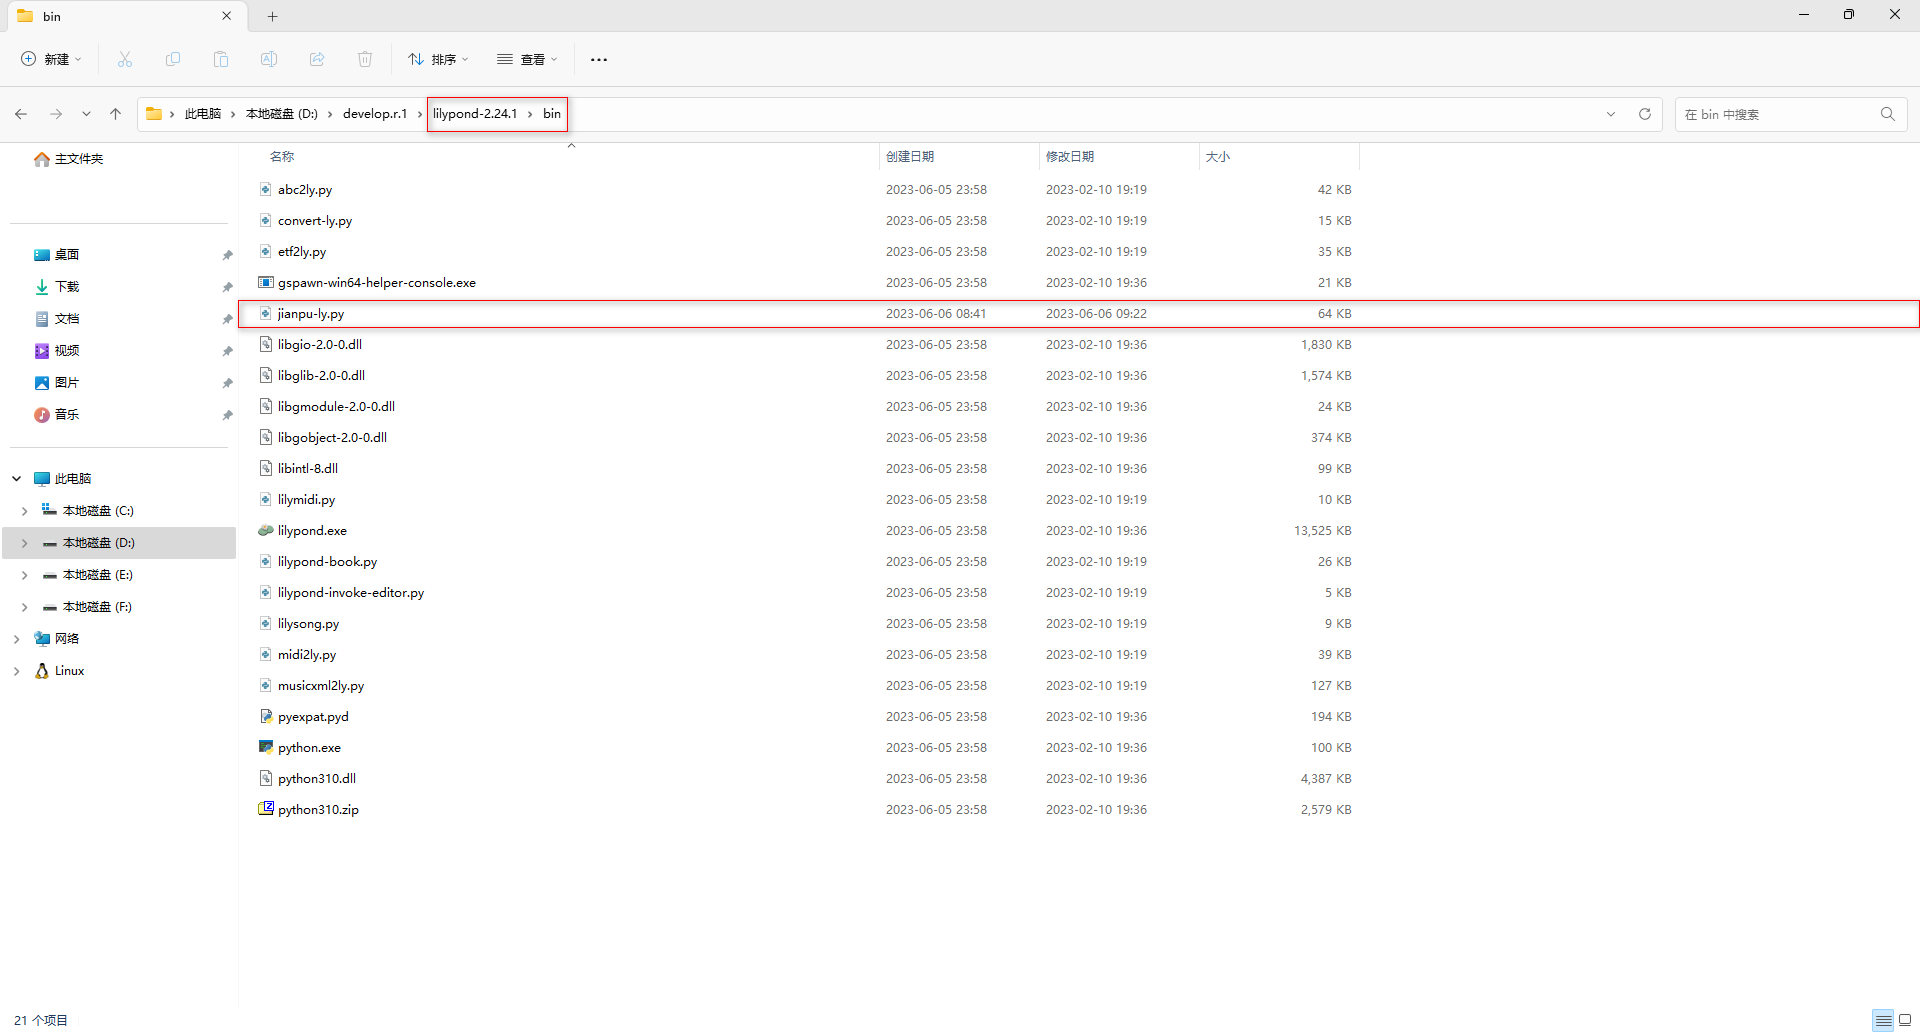 bin
新建
排序
查看
此电脑 本地磁盘 (D:) develop.r.1 lilypond-2.24.1 bin
在 bin 中搜索
主文件夹
桌面
下载
文档
视频
图片
音乐
此电脑
本地磁盘 (C:)
本地磁盘 (D:)
本地磁盘 (E:)
本地磁盘 (F:)
网络
Linux
名称 创建日期 修改日期 大小
abc2ly.py 2023-06-05 23:58 2023-02-10 19:19 42 KB
convert-ly.py 2023-06-05 23:58 2023-02-10 19:19 15 KB
etf2ly.py 2023-06-05 23:58 2023-02-10 19:19 35 KB
gspawn-win64-helper-console.exe 2023-06-05 23:58 2023-02-10 19:36 21 KB
jianpu-ly.py 2023-06-06 08:41 2023-06-06 09:22 64 KB
libgio-2.0-0.dll 2023-06-05 23:58 2023-02-10 19:36 1,830 KB
libglib-2.0-0.dll 2023-06-05 23:58 2023-02-10 19:36 1,574 KB
libgmodule-2.0-0.dll 2023-06-05 23:58 2023-02-10 19:36 24 KB
libgobject-2.0-0.dll 2023-06-05 23:58 2023-02-10 19:36 374 KB
libintl-8.dll 2023-06-05 23:58 2023-02-10 19:36 99 KB
lilymidi.py 2023-06-05 23:58 2023-02-10 19:19 10 KB
lilypond.exe 2023-06-05 23:58 2023-02-10 19:36 13,525 KB
lilypond-book.py 2023-06-05 23:58 2023-02-10 19:19 26 KB
lilypond-invoke-editor.py 2023-06-05 23:58 2023-02-10 19:19 5 KB
lilysong.py 2023-06-05 23:58 2023-02-10 19:19 9 KB
midi2ly.py 2023-06-05 23:58 2023-02-10 19:19 39 KB
musicxml2ly.py 2023-06-05 23:58 2023-02-10 19:19 127 KB
pyexpat.pyd 2023-06-05 23:58 2023-02-10 19:36 194 KB
python.exe 2023-06-05 23:58 2023-02-10 19:36 100 KB
python310.dll 2023-06-05 23:58 2023-02-10 19:36 4,387 KB
python310.zip 2023-06-05 23:58 2023-02-10 19:36 2,579 KB
21 个项目